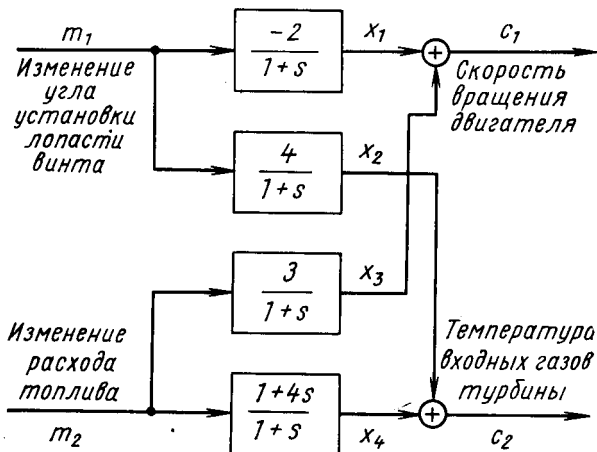 m₁
-2
1+s
x₁
c₁
Изменение
угла
установки
лопасти
винта
Скорость
вращения
двигателя
4
1+s
x₂
3
1+s
x₃
Изменение
расхода
топлива
m₂
1+4s
1+s
x₄
Температура
входных газов
турбины
c₂